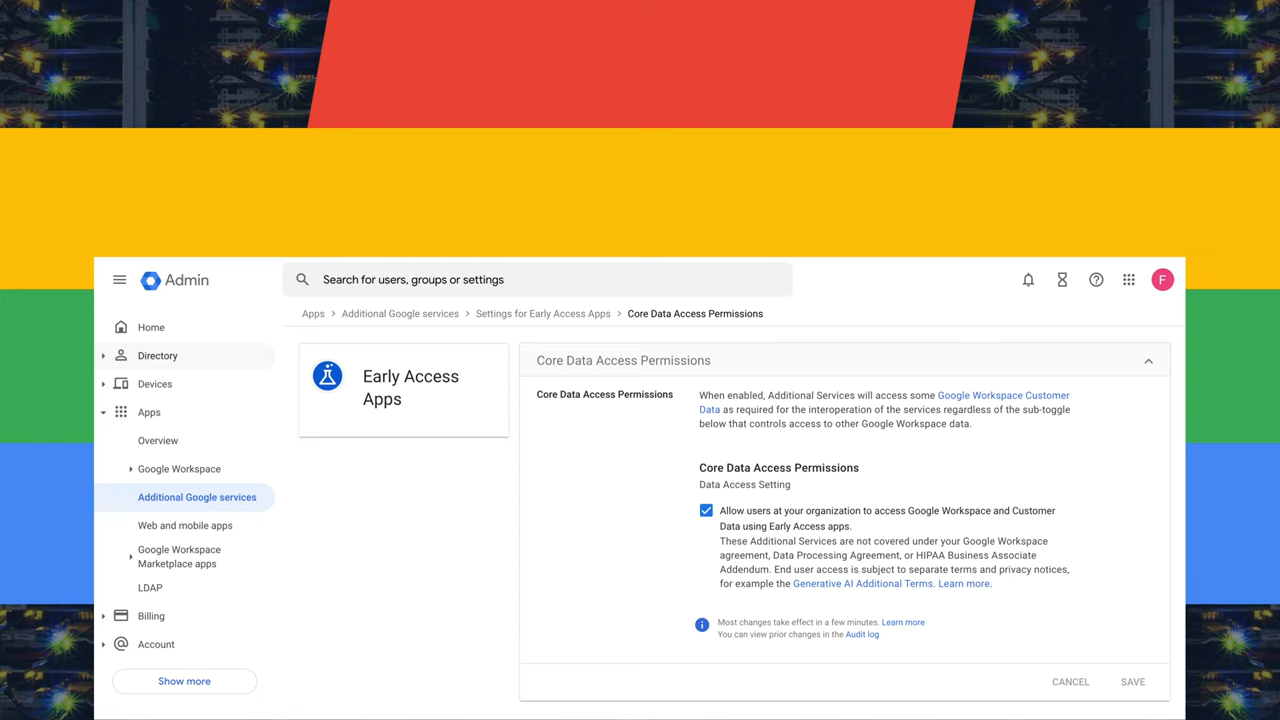 Admin
Search for users, groups or settings
F
Apps > Additional Google services > Settings for Early Access Apps > Core Data Access Permissions
Home
Directory
Devices
Apps
Overview
Google Workspace
Additional Google services
Web and mobile apps
Google Workspace
Marketplace apps
LDAP
Billing
Account
Show more
Early Access
Apps
Core Data Access Permissions
Core Data Access Permissions
When enabled, Additional Services will access some Google Workspace Customer
Data as required for the interoperation of the services regardless of the sub-toggle
below that controls access to other Google Workspace data.
Core Data Access Permissions
Data Access Setting
Allow users at your organization to access Google Workspace and Customer
Data using Early Access apps.
These Additional Services are not covered under your Google Workspace
agreement, Data Processing Agreement, or HIPAA Business Associate
Addendum. End user access is subject to separate terms and privacy notices,
for example the Generative AI Additional Terms. Learn more.
Most changes take effect in a few minutes. Learn more
You can view prior changes in the Audit log
CANCEL
SAVE